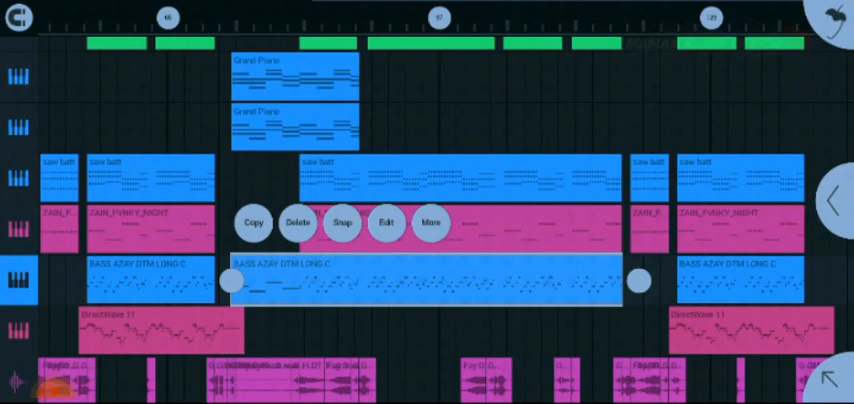 65
97
129
Grand Piano
Grand Piano
saw batt
saw batt
saw batt
saw batt
saw batt
ZAIN_F...
ZAIN_FVNKY_NIGHT
ZAIN_F...
ZAIN_FVNKY_NIGHT
Copy
Delete
Snap
Edit
More
BASS AZAY DTM LONG C
BASS AZAY DTM LONG C
BASS AZAY DTM LONG C
DirectWave 11
DirectWave 11